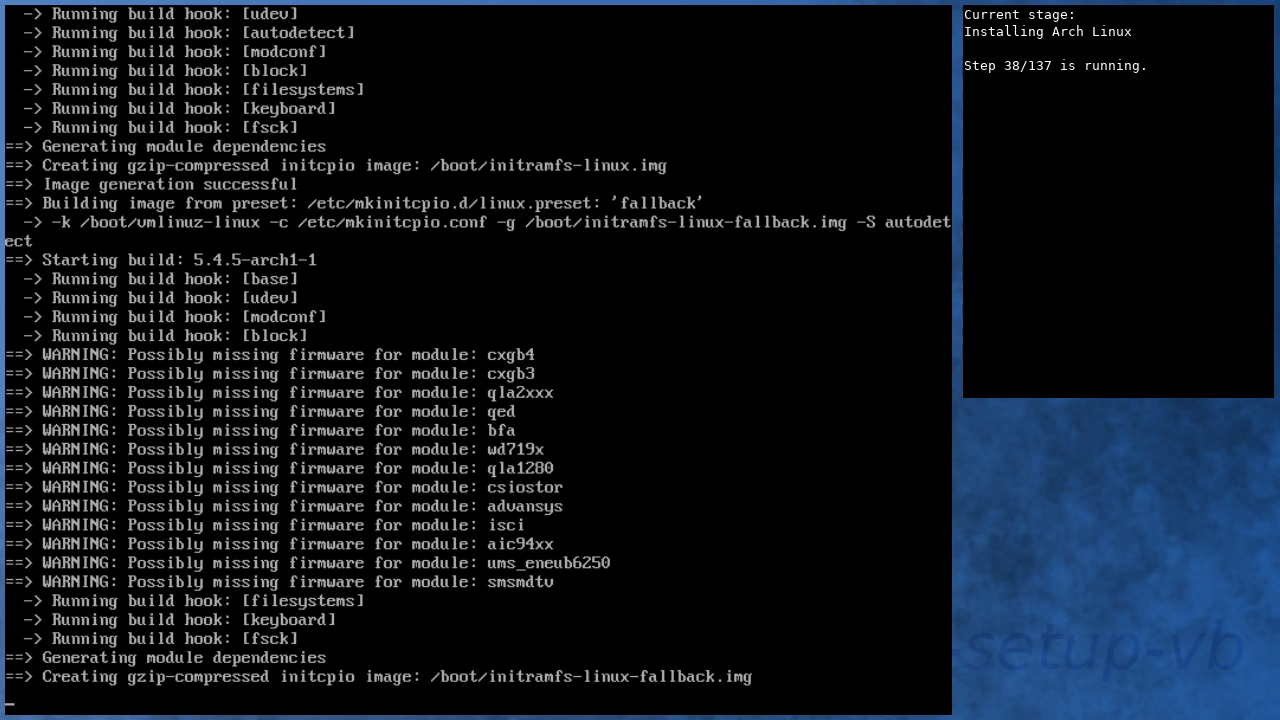 -> Running build hook: [udev]
  -> Running build hook: [autodetect]
  -> Running build hook: [modconf]
  -> Running build hook: [block]
  -> Running build hook: [filesystems]
  -> Running build hook: [keyboard]
  -> Running build hook: [fsck]
==> Generating module dependencies
==> Creating gzip-compressed initcpio image: /boot/initramfs-linux.img
==> Image generation successful
==> Building image from preset: /etc/mkinitcpio.d/linux.preset: 'fallback'
  -> -k /boot/vmlinuz-linux -c /etc/mkinitcpio.conf -g /boot/initramfs-linux-fallback.img -S autodet
ect
==> Starting build: 5.4.5-arch1-1
  -> Running build hook: [base]
  -> Running build hook: [udev]
  -> Running build hook: [modconf]
  -> Running build hook: [block]
==> WARNING: Possibly missing firmware for module: cxgb4
==> WARNING: Possibly missing firmware for module: cxgb3
==> WARNING: Possibly missing firmware for module: qla2xxx
==> WARNING: Possibly missing firmware for module: qed
==> WARNING: Possibly missing firmware for module: bfa
==> WARNING: Possibly missing firmware for module: wd719x
==> WARNING: Possibly missing firmware for module: qla1280
==> WARNING: Possibly missing firmware for module: csiostor
==> WARNING: Possibly missing firmware for module: advansys
==> WARNING: Possibly missing firmware for module: isci
==> WARNING: Possibly missing firmware for module: aic94xx
==> WARNING: Possibly missing firmware for module: ums_eneub6250
==> WARNING: Possibly missing firmware for module: smsmdtv
  -> Running build hook: [filesystems]
  -> Running build hook: [keyboard]
  -> Running build hook: [fsck]
==> Generating module dependencies
==> Creating gzip-compressed initcpio image: /boot/initramfs-linux-fallback.img
_
Current stage:
Installing Arch Linux
Step 38/137 is running.
-setup-vb